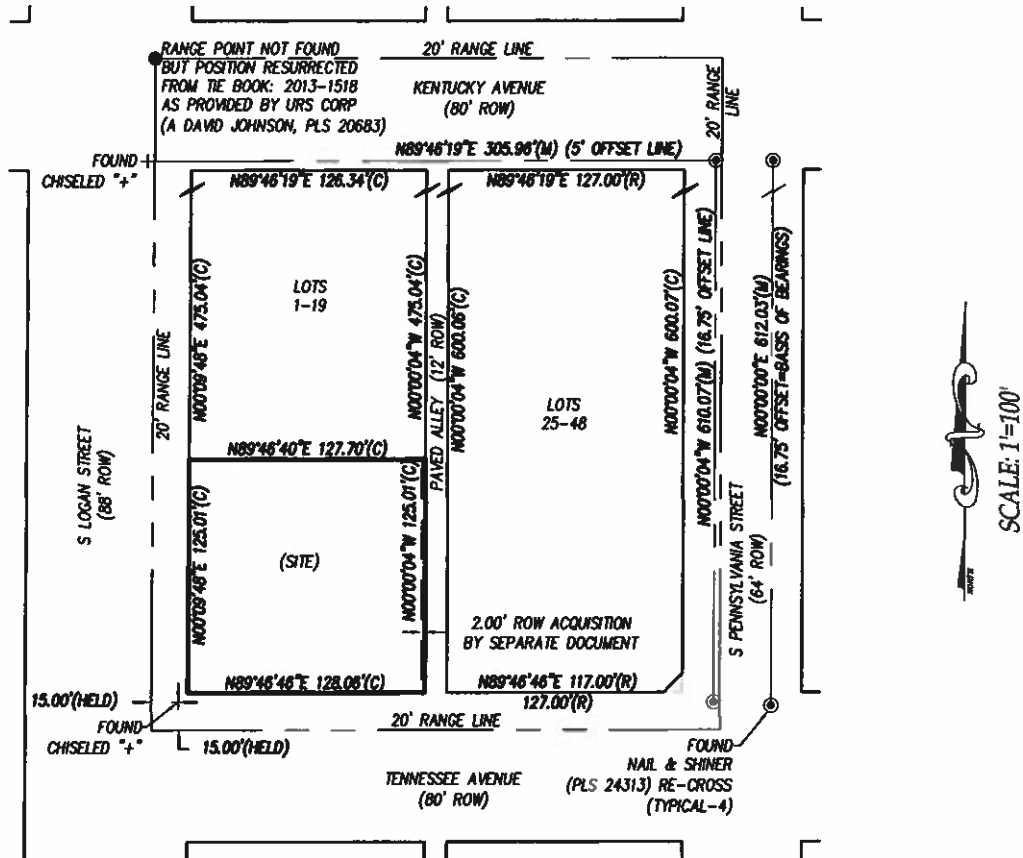 RANGE POINT NOT FOUND
BUT POSITION RESURRECTED
FROM TIE BOOK: 2013-1518
AS PROVIDED BY URS CORP
(A DAVID JOHNSON, PLS 20683)
20' RANGE LINE
KENTUCKY AVENUE
(80' ROW)
20' RANGE
LINE
FOUND
CHISELED "+"
N89°46'19"E 305.96'(M) (5' OFFSET LINE)
N89°46'19"E 126.34'(C)
N89°46'19"E 127.00'(R)
LOTS
1-19
N00°09'48"E 475.04'(C)
N00°00'04"W 475.04'(C)
PAVED ALLEY (12' ROW)
N00°00'04"W 600.06'(C)
LOTS
25-48
N00°00'04"W 600.07'(C)
N00°00'04"W 610.07'(M) (16.75' OFFSET LINE)
N00°00'00"E 612.03'(M)
(16.75' OFFSET=BASIS OF BEARINGS)
20' RANGE LINE
S LOGAN STREET
(88' ROW)
N89°46'40"E 127.70'(C)
N00°09'48"E 125.01'(C)
(SITE)
N00°00'04"W 125.01'(C)
S PENNSYLVANIA STREET
(64' ROW)
2.00' ROW ACQUISITION
BY SEPARATE DOCUMENT
N89°46'46"E 128.06'(C)
N89°46'46"E 117.00'(R)
127.00'(R)
15.00'(HELD)
FOUND
CHISELED "+"
15.00'(HELD)
20' RANGE LINE
TENNESSEE AVENUE
(80' ROW)
FOUND
NAIL & SHINER
(PLS 24313) RE-CROSS
(TYPICAL-4)
SCALE: 1"=100'